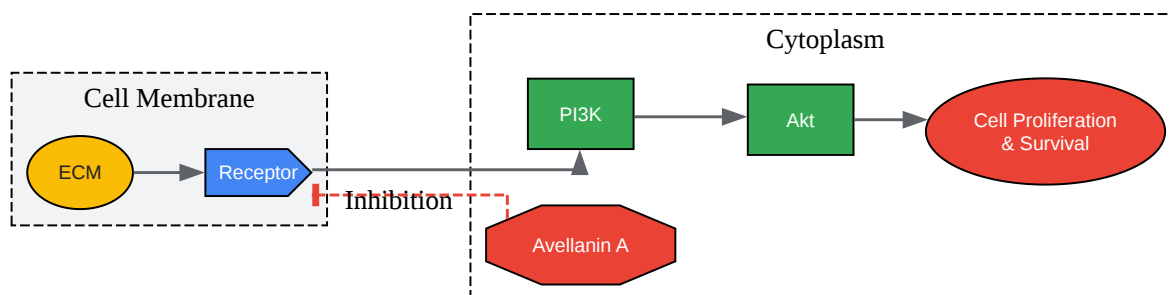 Cytoplasm
Cell Membrane
PI3K
Akt
Cell Proliferation
& Survival
ECM
Receptor
Inhibition
Avellanin A